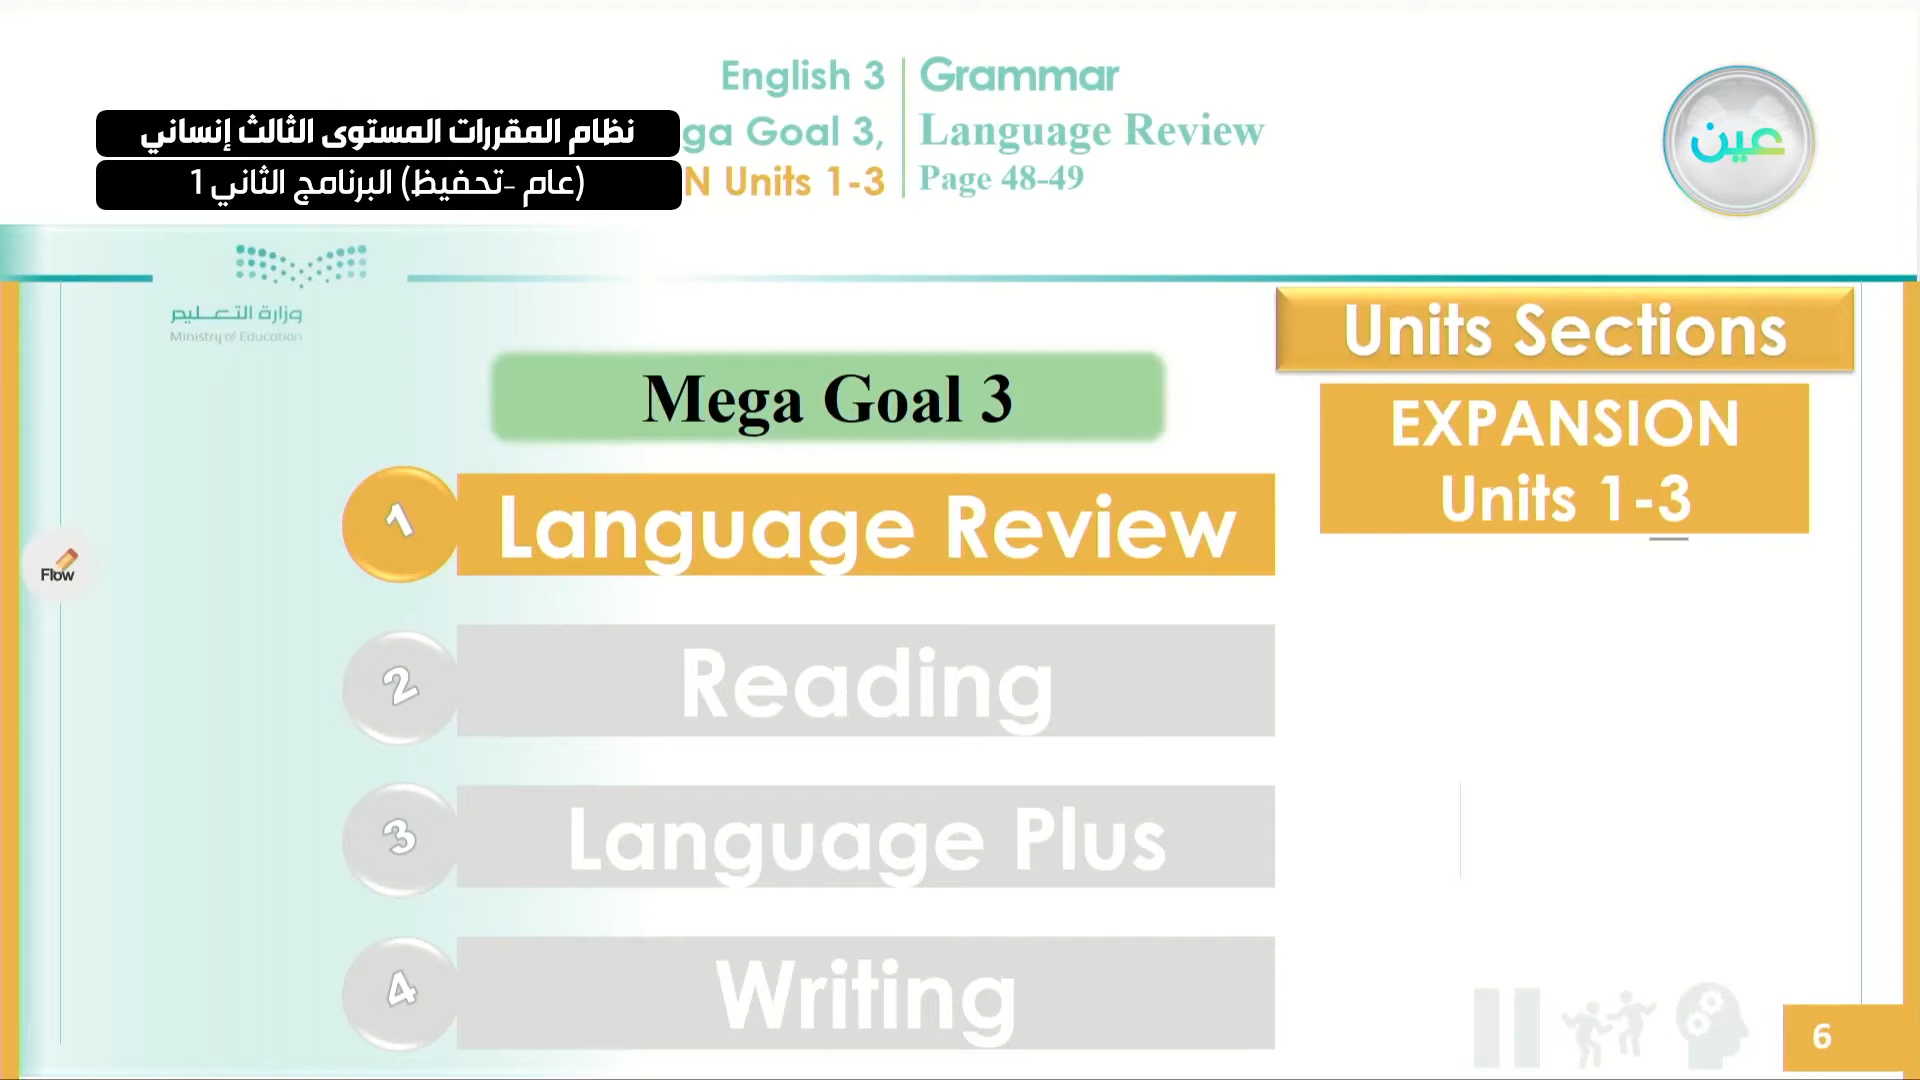 English 3
Grammar
نظام المقررات المستوى الثالث إنساني
ga Goal 3,
Language Review
(عام -تحفيظ) البرنامج الثاني 1
N Units 1-3
Page 48-49
عين
وزارة التعليم
Ministry of Education
Units Sections
Mega Goal 3
EXPANSION
Units 1-3
1
Language Review
Flow
2
Reading
3
Language Plus
4
Writing
6